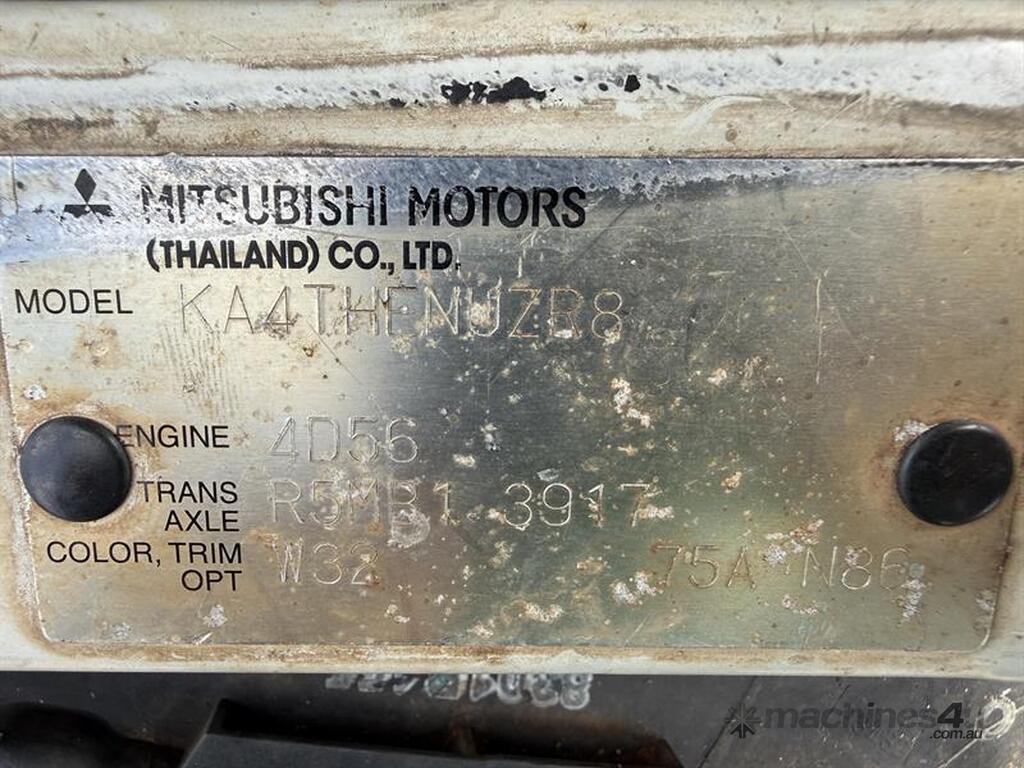 MITSUBISHI MOTORS
(THAILAND) CO., LTD.
MODEL KA4THENUZR8
ENGINE 4D56
TRANS AXLE R5MB1 3917
COLOR, TRIM OPT W32 75A N86
machines4u
.com.au